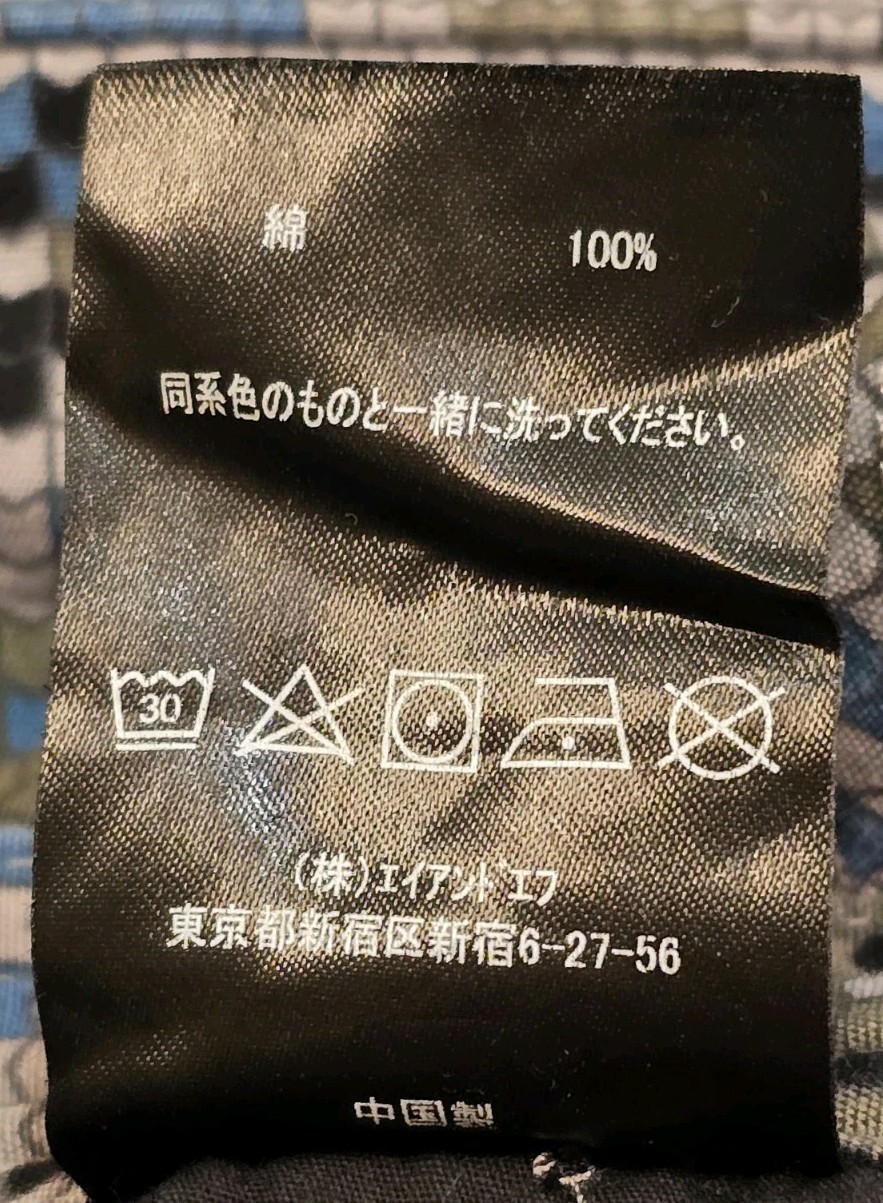 綿 100%
同系色のものと一緒に洗ってください。
30
(株)エイアンドエフ
東京都新宿区新宿6-27-56
中国製